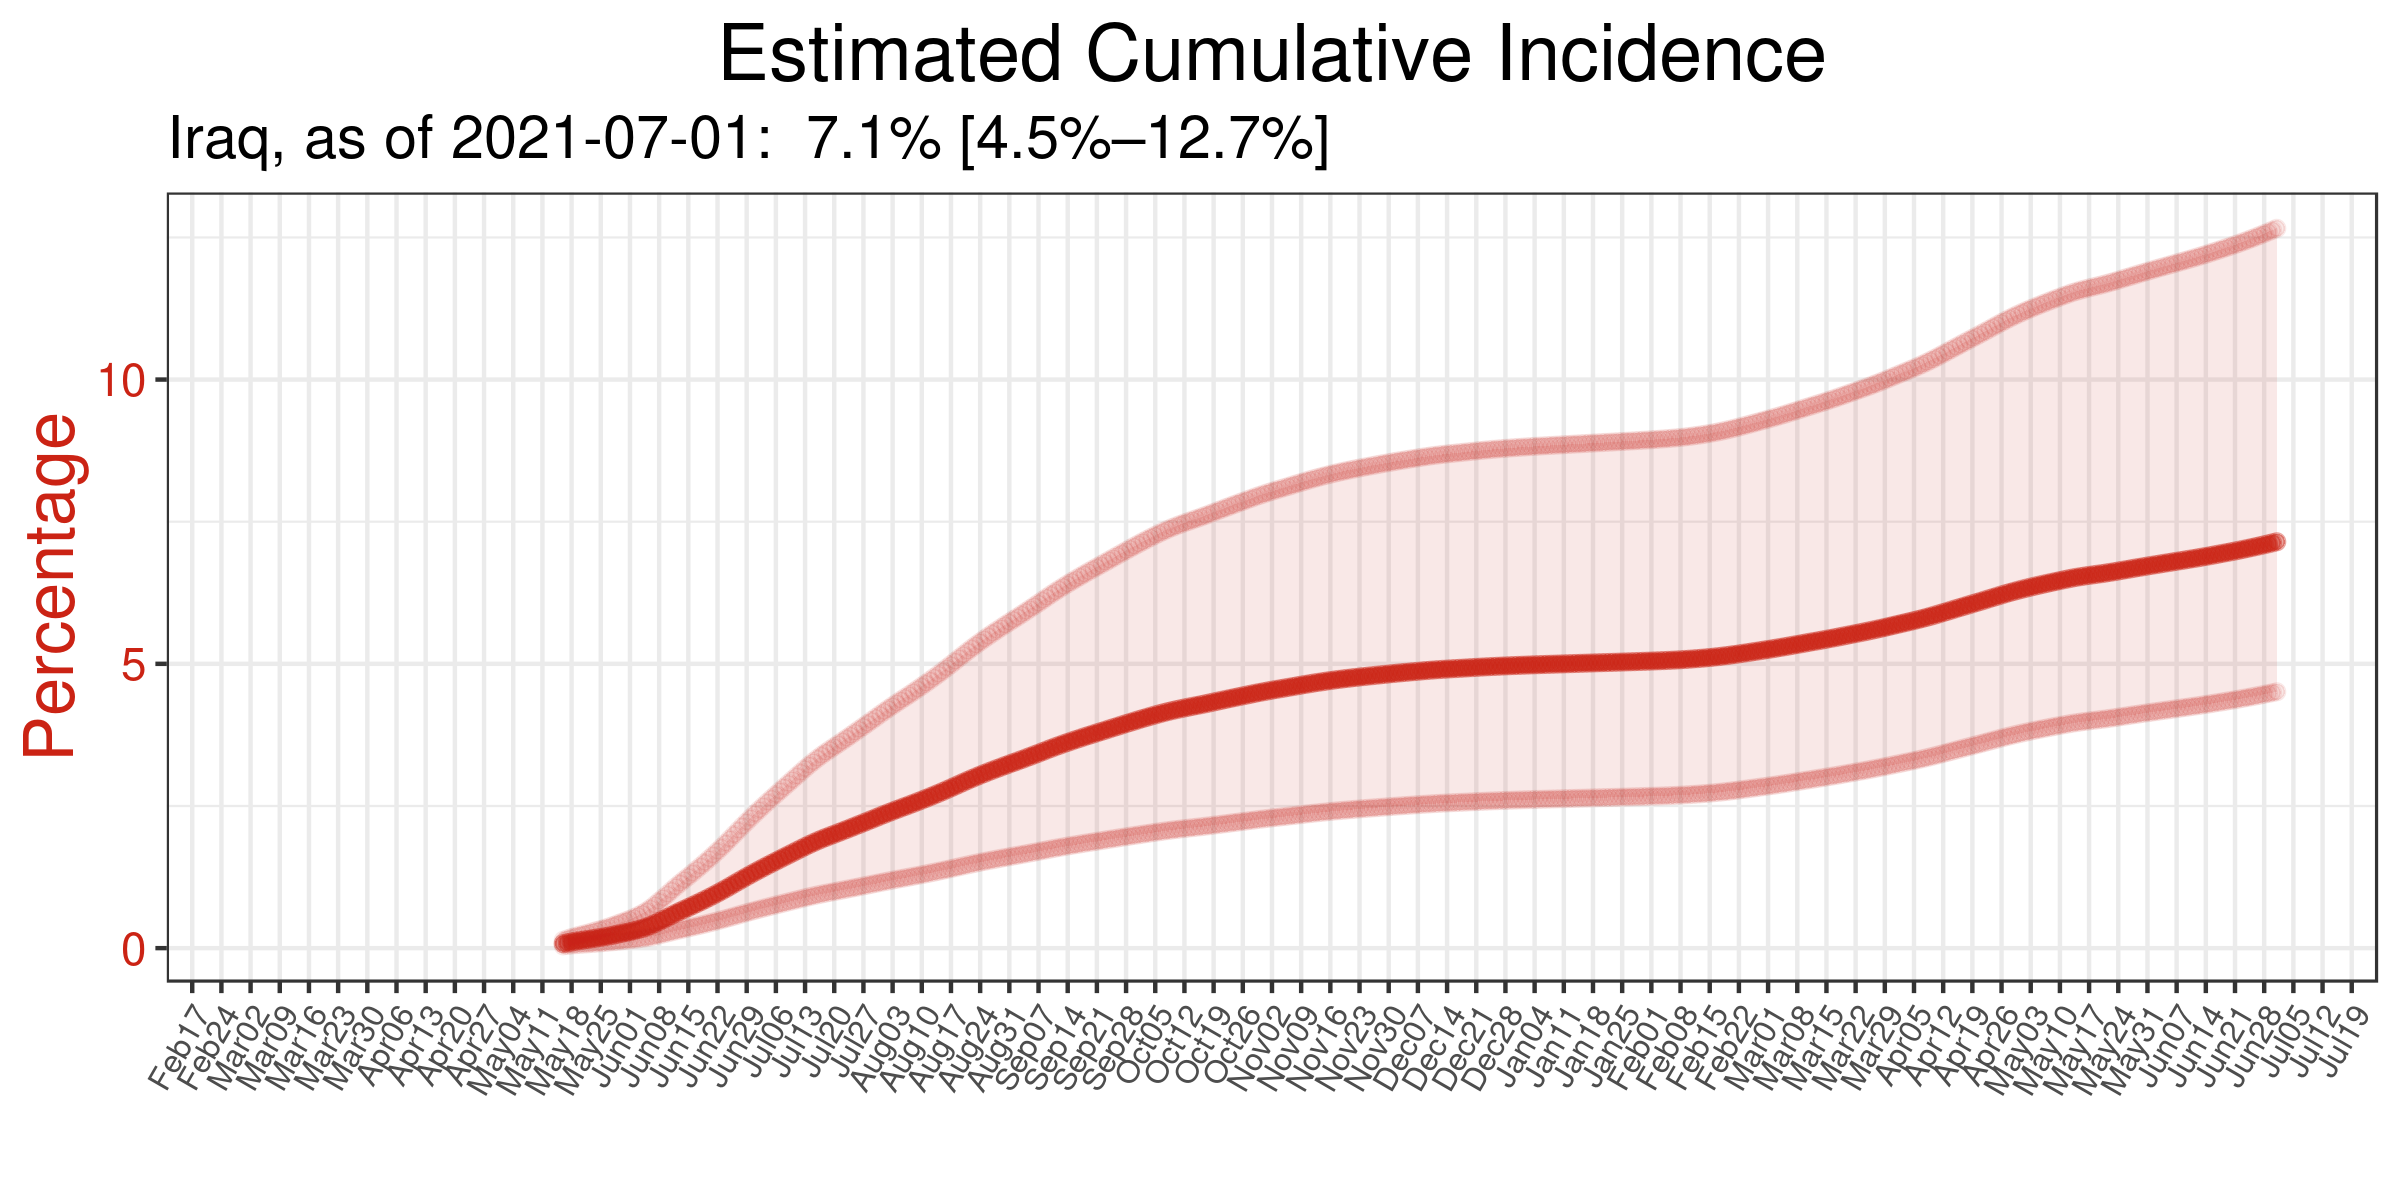 Estimated Cumulative Incidence
Iraq, as of 2021-07-01:  7.1% [4.5%–12.7%]
Percentage
10
5
0
Feb17
Feb24
Mar02
Mar09
Mar16
Mar23
Mar30
Apr06
Apr13
Apr20
Apr27
May04
May11
May18
May25
Jun01
Jun08
Jun15
Jun22
Jun29
Jul06
Jul13
Jul20
Jul27
Aug03
Aug10
Aug17
Aug24
Aug31
Sep07
Sep14
Sep21
Sep28
Oct05
Oct12
Oct19
Oct26
Nov02
Nov09
Nov16
Nov23
Nov30
Dec07
Dec14
Dec21
Dec28
Jan04
Jan11
Jan18
Jan25
Feb01
Feb08
Feb15
Feb22
Mar01
Mar08
Mar15
Mar22
Mar29
Apr05
Apr12
Apr19
Apr26
May03
May10
May17
May24
May31
Jun07
Jun14
Jun21
Jun28
Jul05
Jul12
Jul19